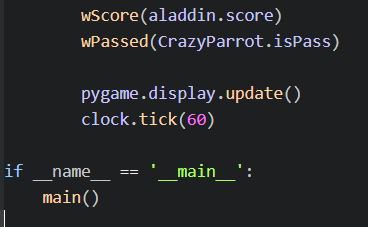 wScore(aladdin.score)
wPassed(CrazyParrot.isPass)
pygame.display.update()
clock.tick(60)
if __name__ == '__main__':
main()